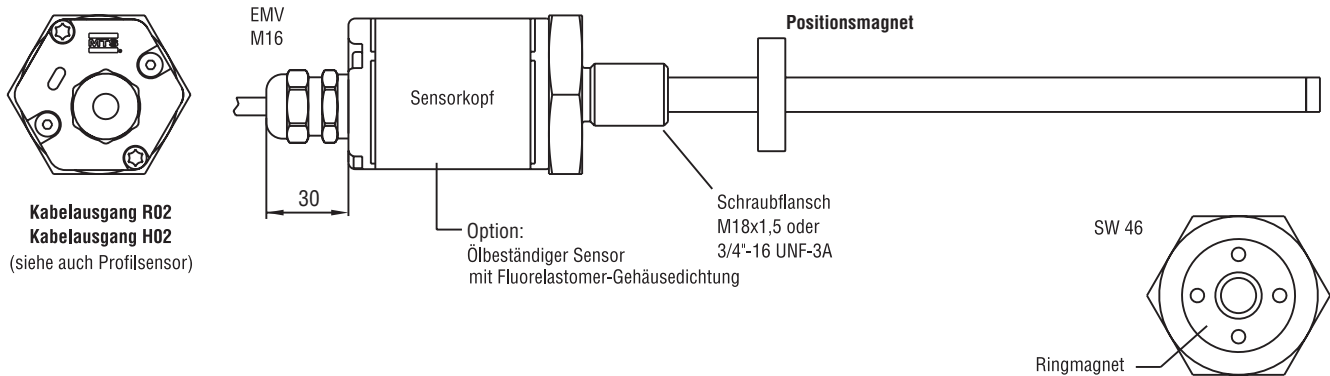 EMV
M16
MTS
Positionsmagnet
Sensorkopf
30
Kabelausgang R02
Kabelausgang H02
(siehe auch Profilsensor)
Option:
Ölbeständiger Sensor
mit Fluorelastomer-Gehäusedichtung
Schraubflansch
M18x1,5 oder
3/4"-16 UNF-3A
SW 46
Ringmagnet